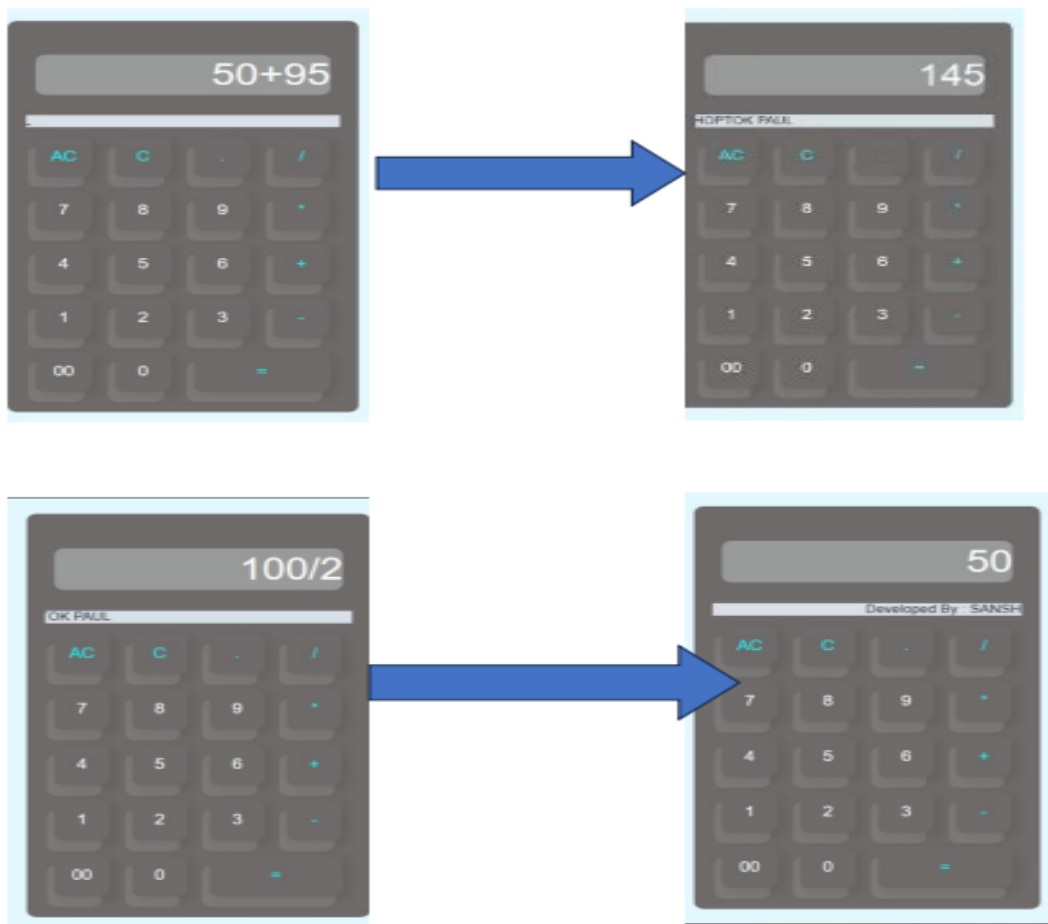 50+95
AC C . /
7 8 9 *
4 5 6 +
1 2 3 -
00 0 =
145
HOPTOK PAUL
AC C . /
7 8 9 *
4 5 6 +
1 2 3 -
00 0 =
100/2
OK PAUL
AC C . /
7 8 9 *
4 5 6 +
1 2 3 -
00 0 =
50
Developed By : SANSH
AC C . /
7 8 9 *
4 5 6 +
1 2 3 -
00 0 =